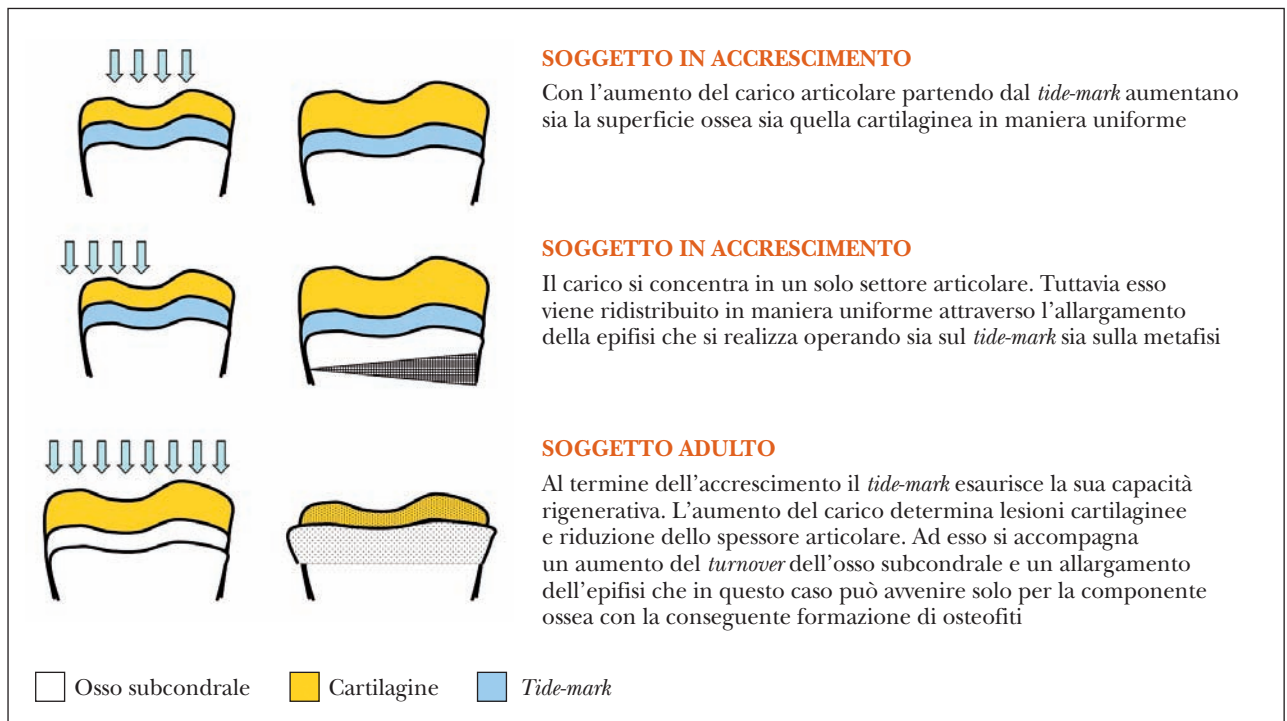 SOGGETTO IN ACCRESCIMENTO
Con l’aumento del carico articolare partendo dal tide-mark aumentano
sia la superficie ossea sia quella cartilaginea in maniera uniforme
SOGGETTO IN ACCRESCIMENTO
Il carico si concentra in un solo settore articolare. Tuttavia esso
viene ridistribuito in maniera uniforme attraverso l’allargamento
della epifisi che si realizza operando sia sul tide-mark sia sulla metafisi
SOGGETTO ADULTO
Al termine dell’accrescimento il tide-mark esaurisce la sua capacità
rigenerativa. L’aumento del carico determina lesioni cartilaginee
e riduzione dello spessore articolare. Ad esso si accompagna
un aumento del turnover dell’osso subcondrale e un allargamento
dell’epifisi che in questo caso può avvenire solo per la componente
ossea con la conseguente formazione di osteofiti
Osso subcondrale Cartilagine Tide-mark